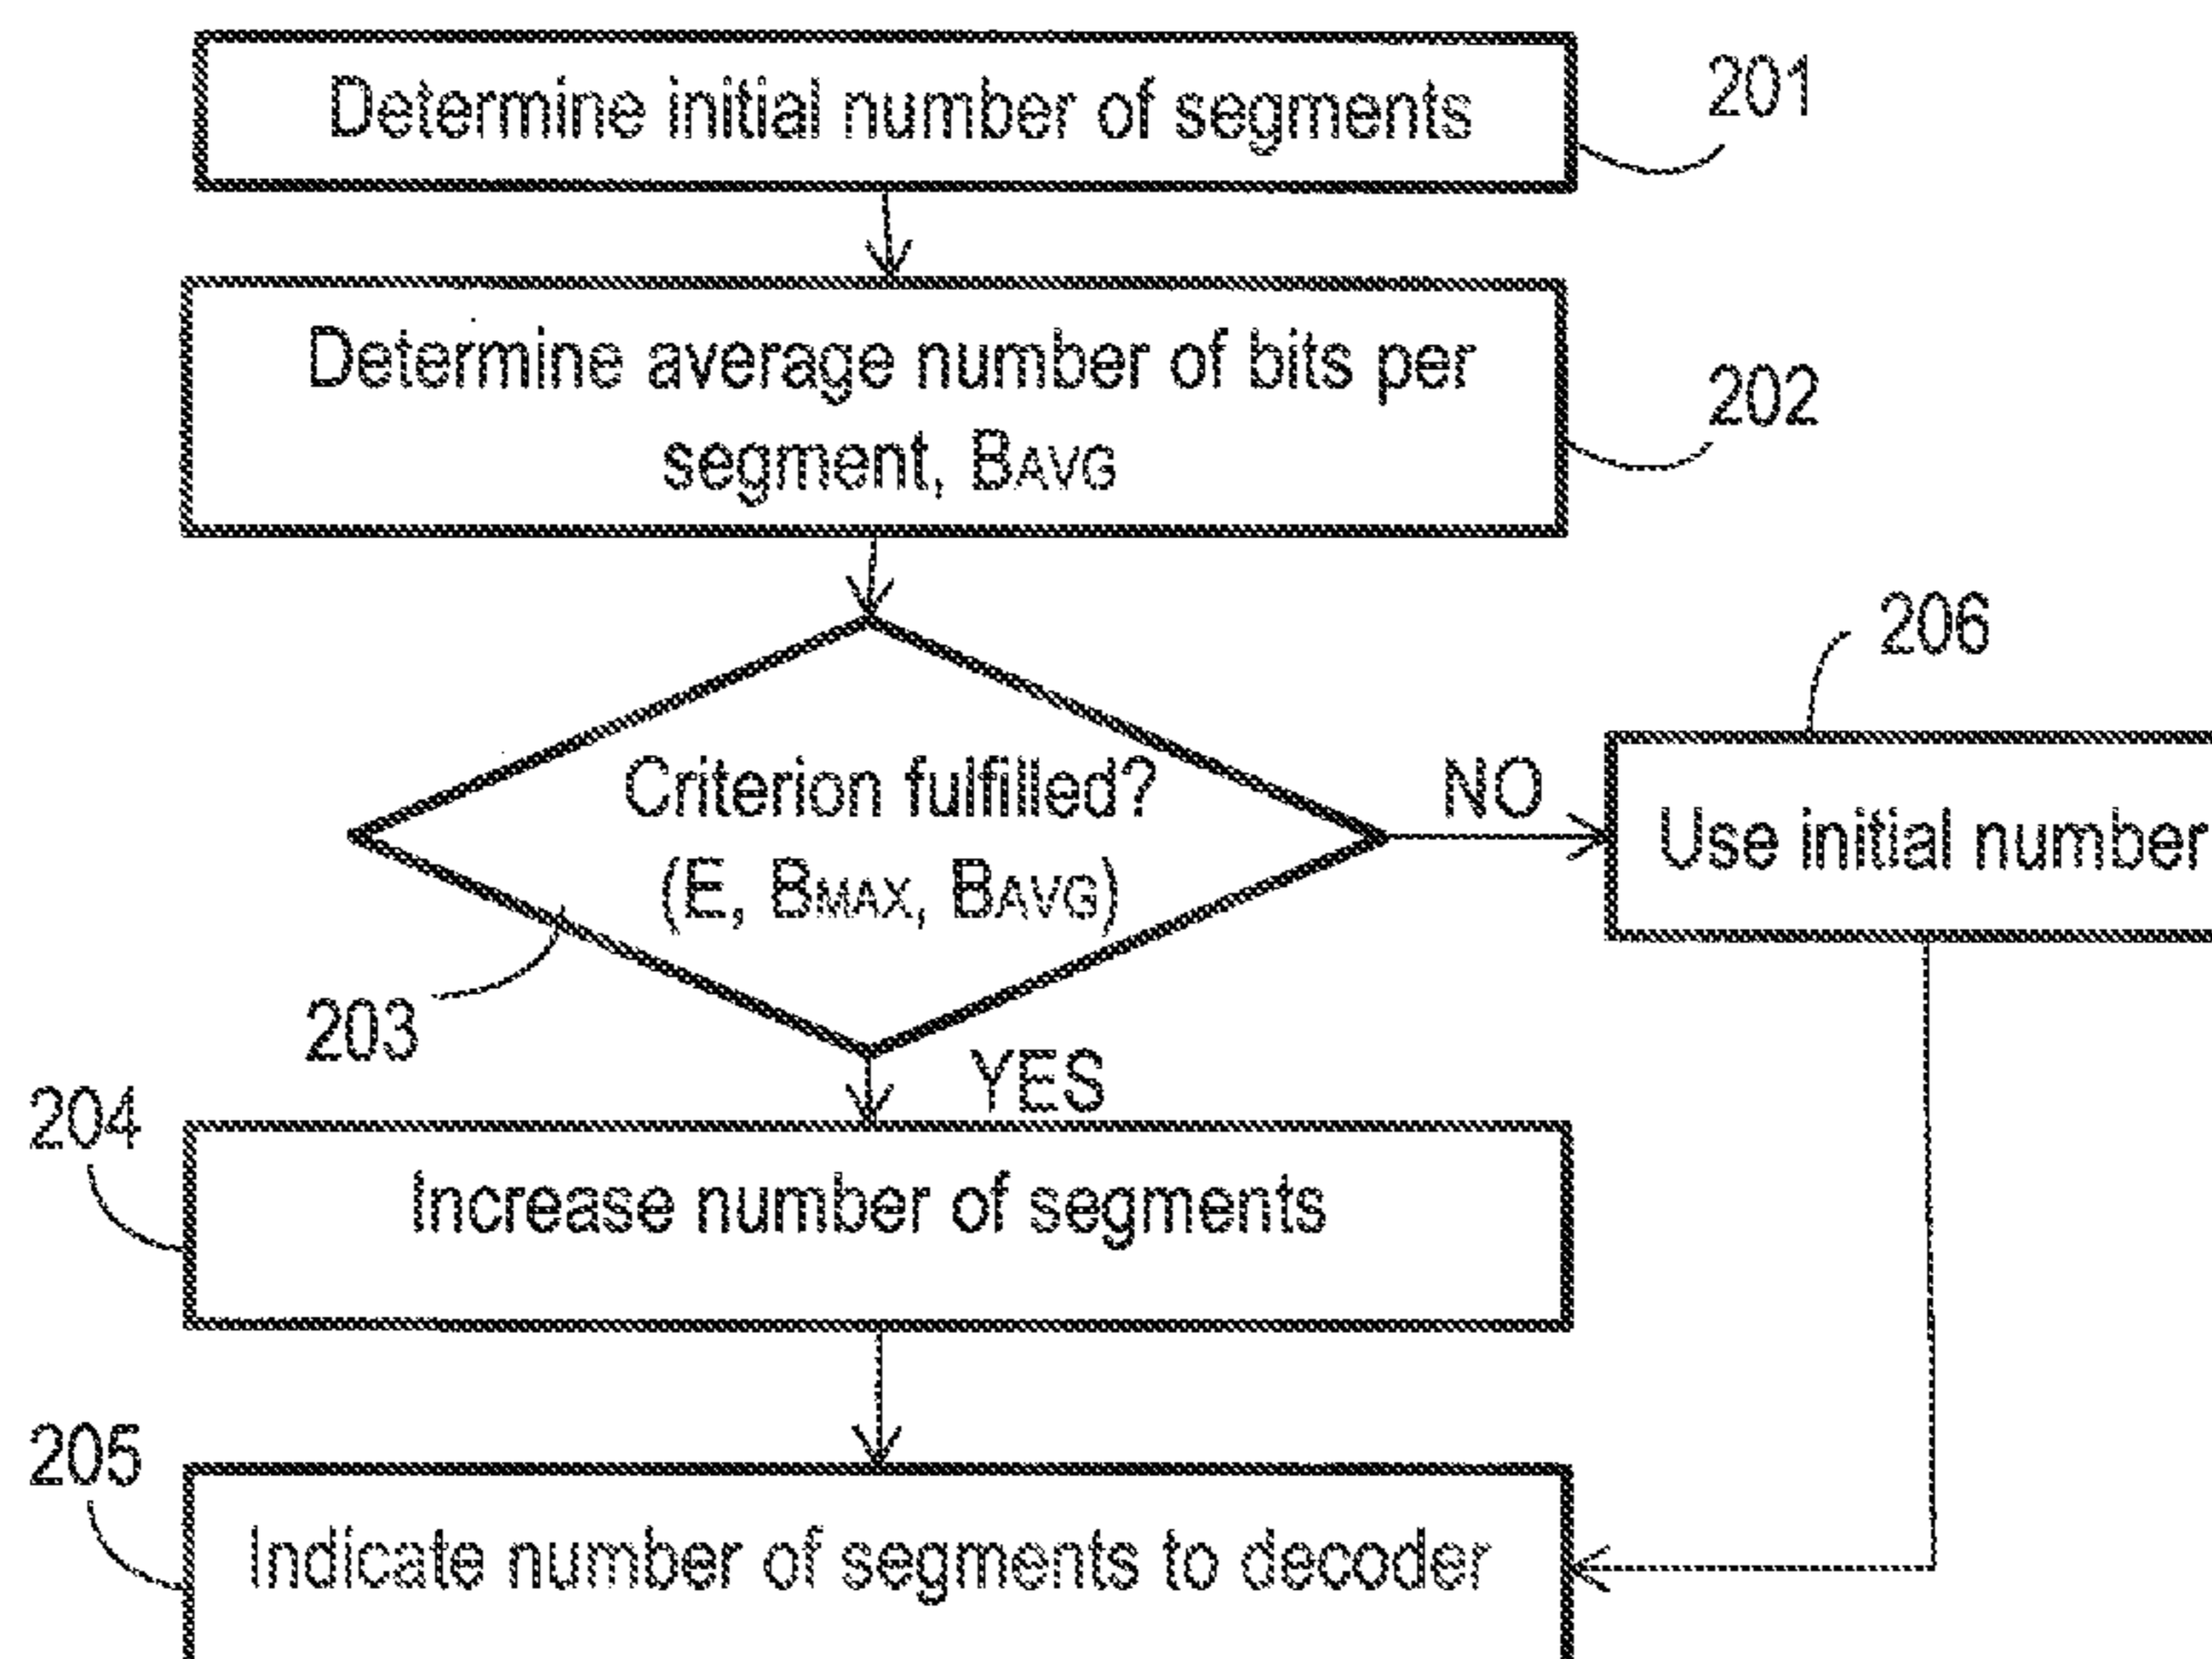 Determine initial number of segments
201
Determine average number of bits per
segment, BAVG
202
Criterion fulfilled?
(E, BMAX, BAVG)
203
NO
206
Use initial number
YES
204
Increase number of segments
205
Indicate number of segments to decoder